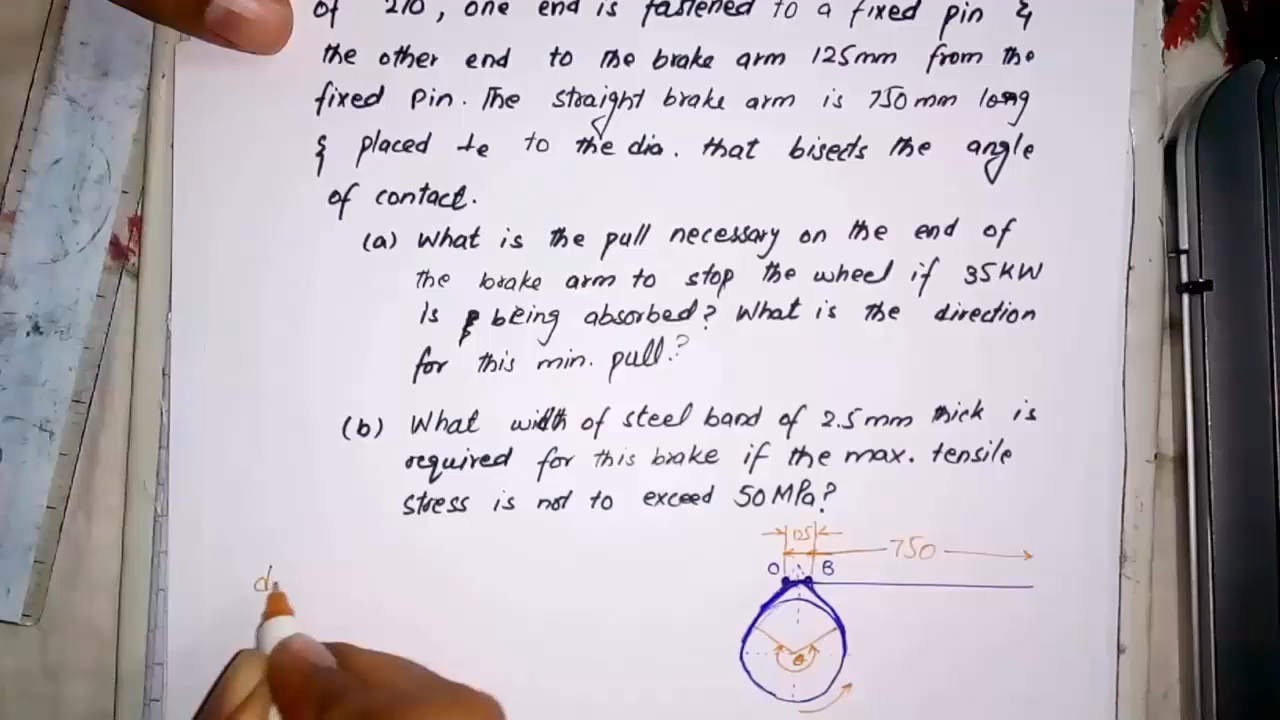 of 210, one end is fastened to a fixed pin &
the other end to the brake arm 125mm from the
fixed pin. The straight brake arm is 750 mm long
& placed ⊥e to the dia. that bisects the angle
of contact.
(a) What is the pull necessary on the end of
the brake arm to stop the wheel if 35KW
is being absorbed? What is the direction
for this min. pull?
(b) What width of steel band of 2.5mm thick is
required for this brake if the max. tensile
stress is not to exceed 50MPa?
125
750
O B
θ
d